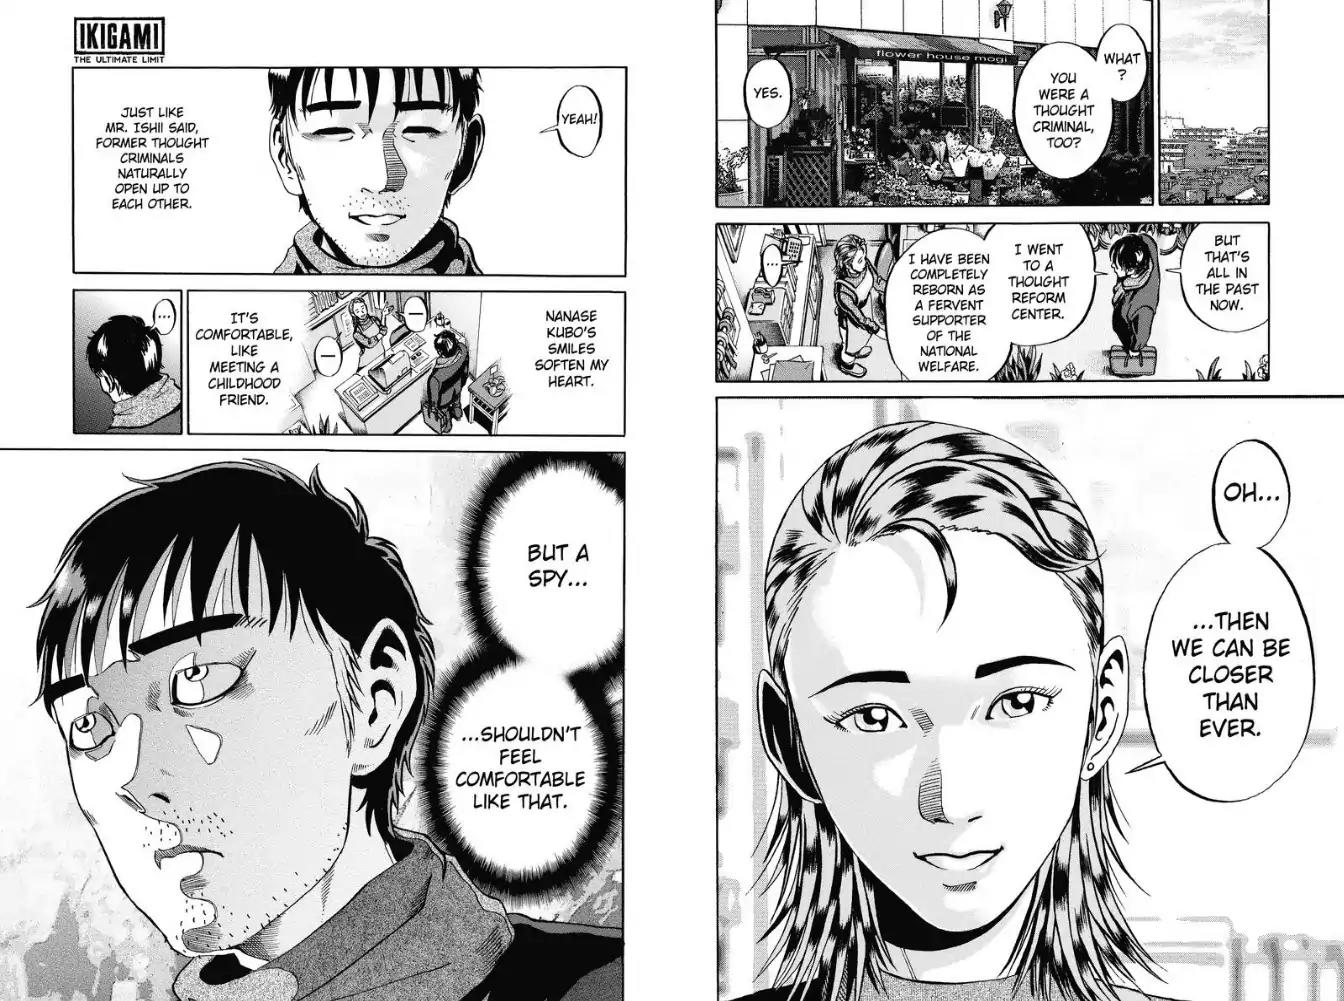 WHAT
?
YOU
WERE A
THOUGHT
CRIMINAL,
TOO?
flower house mogi
YES.
BUT
THAT'S
ALL IN
THE PAST
NOW.
I WENT
TO A
THOUGHT
REFORM
CENTER.
I HAVE BEEN
COMPLETELY
REBORN AS
A FERVENT
SUPPORTER
OF THE
NATIONAL
WELFARE.
...
OH...
...THEN
WE CAN BE
CLOSER
THAN
EVER.
IKIGAMI
THE ULTIMATE LIMIT
YEAH!
JUST LIKE
MR. ISHII SAID,
FORMER THOUGHT
CRIMINALS
NATURALLY
OPEN UP TO
EACH OTHER.
NANASE
KUBO'S
SMILES
SOFTEN MY
HEART.
—
—
IT'S
COMFORTABLE,
LIKE
MEETING A
CHILDHOOD
FRIEND.
...
BUT A
SPY...
...SHOULDN'T
FEEL
COMFORTABLE
LIKE THAT.